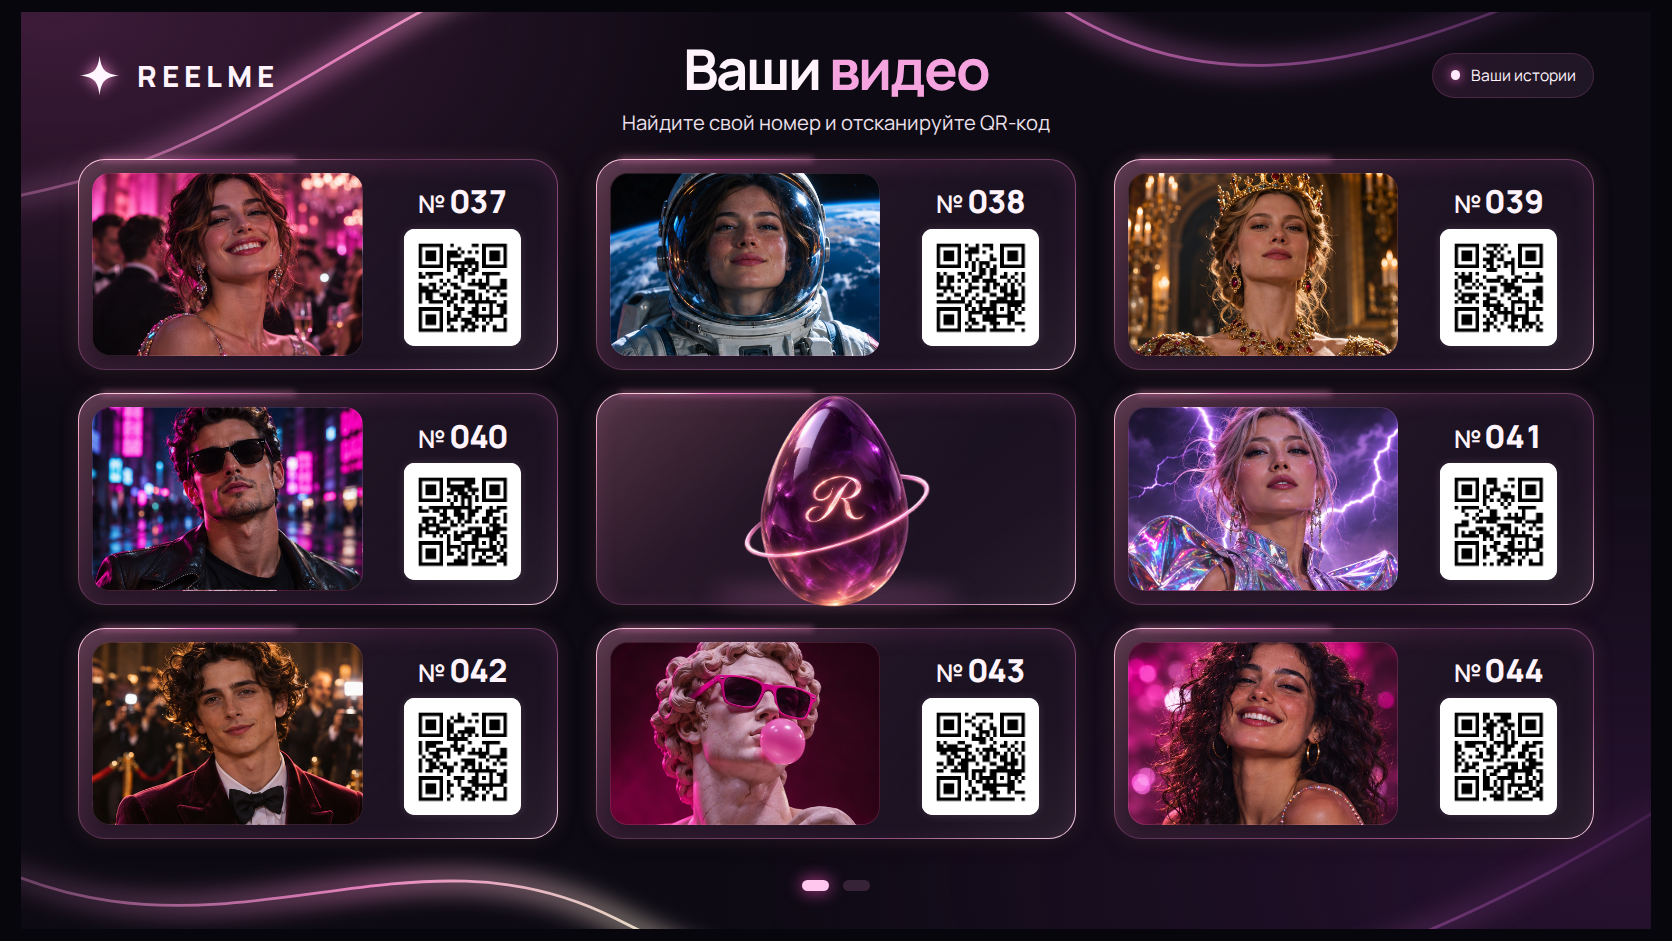 REELME
Ваши видео
Найдите свой номер и отсканируйте QR-код
Ваши истории
№ 037
№ 038
№ 039
№ 040
R
№ 041
№ 042
№ 043
№ 044